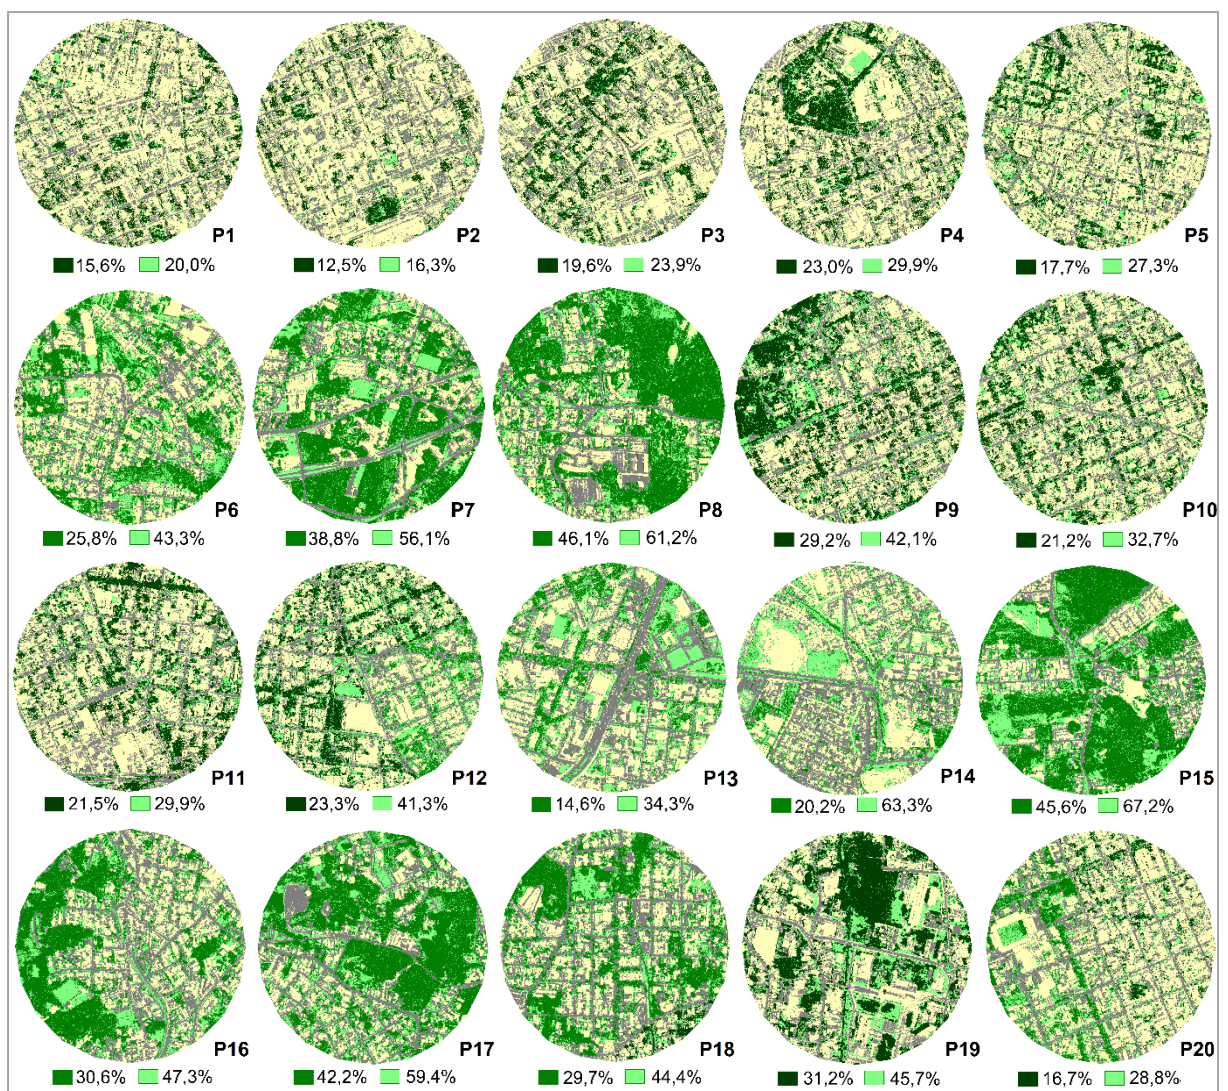 P1 P2 P3 P4 P5
15,6% 20,0% 12,5% 16,3% 19,6% 23,9% 23,0% 29,9% 17,7% 27,3%
P6 P7 P8 P9 P10
25,8% 43,3% 38,8% 56,1% 46,1% 61,2% 29,2% 42,1% 21,2% 32,7%
P11 P12 P13 P14 P15
21,5% 29,9% 23,3% 41,3% 14,6% 34,3% 20,2% 63,3% 45,6% 67,2%
P16 P17 P18 P19 P20
30,6% 47,3% 42,2% 59,4% 29,7% 44,4% 31,2% 45,7% 16,7% 28,8%